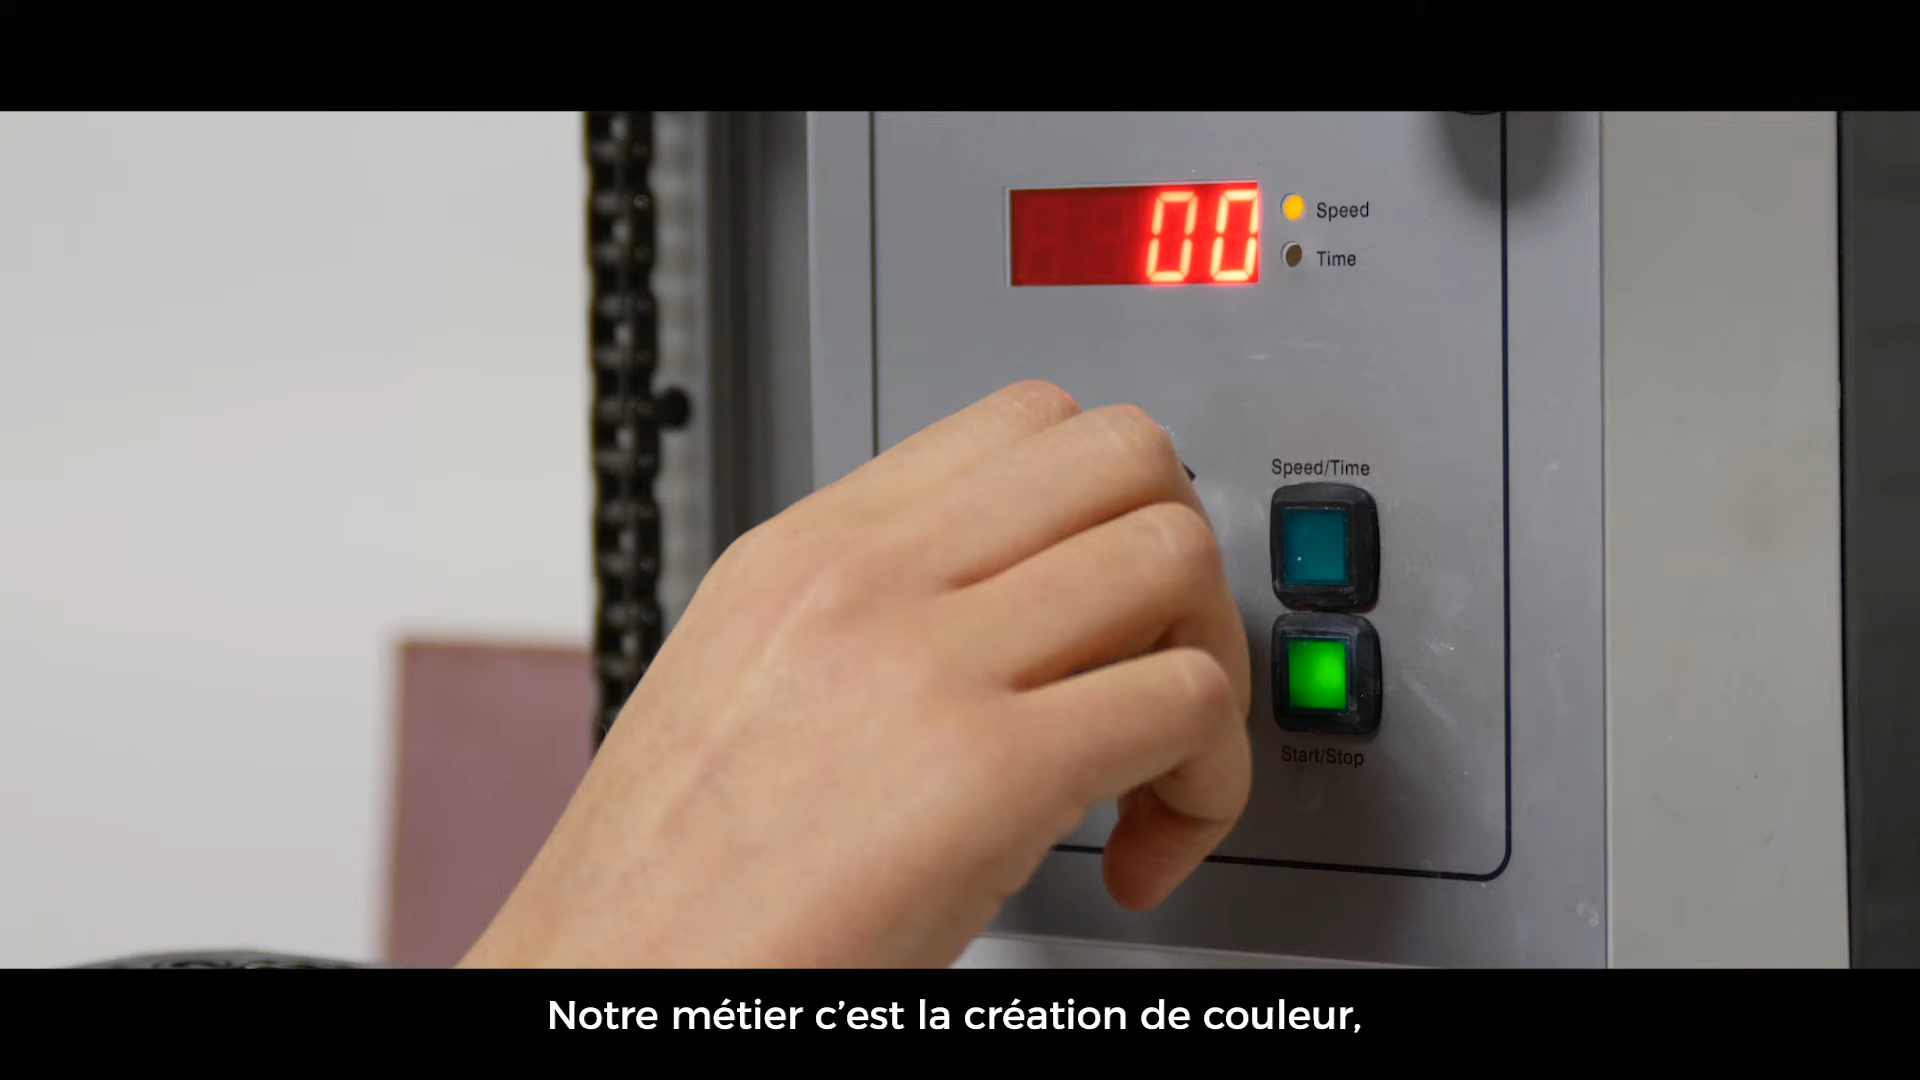 00
Speed
Time
Speed/Time
Start/Stop
Notre métier c’est la création de couleur,